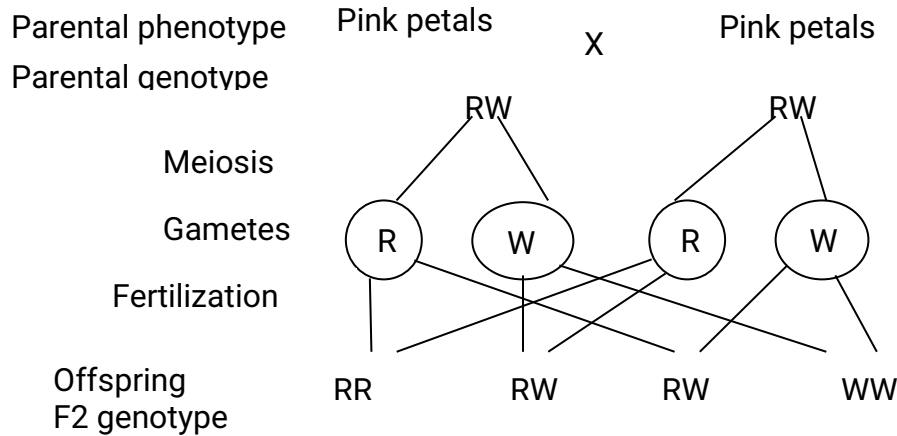 Parental phenotype Pink petals X Pink petals
Parental genotype
RW RW
Meiosis
Gametes R W R W
Fertilization
Offspring
F2 genotype RR RW RW WW